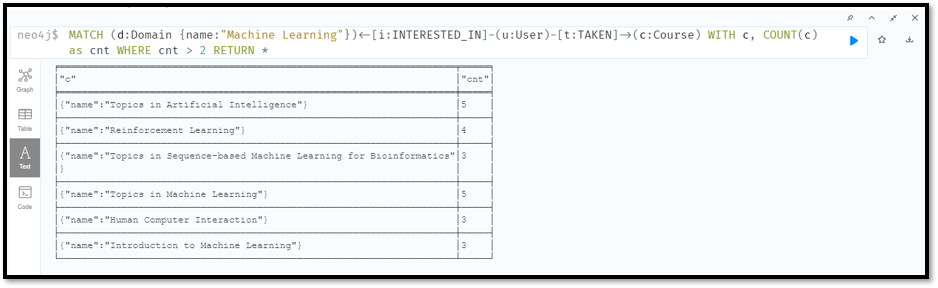 neo4j$ MATCH (d:Domain {name:"Machine Learning"})←[i:INTERESTED_IN]-(u:User)-[t:TAKEN]→(c:Course) WITH c, COUNT(c)
as cnt WHERE cnt > 2 RETURN *
"c" "cnt"
Graph
{"name":"Topics in Artificial Intelligence"} 5
Table
{"name":"Reinforcement Learning"} 4
{"name":"Topics in Sequence-based Machine Learning for Bioinformatics" 3
}
A
Text
{"name":"Topics in Machine Learning"} 5
Code
{"name":"Human Computer Interaction"} 3
{"name":"Introduction to Machine Learning"} 3